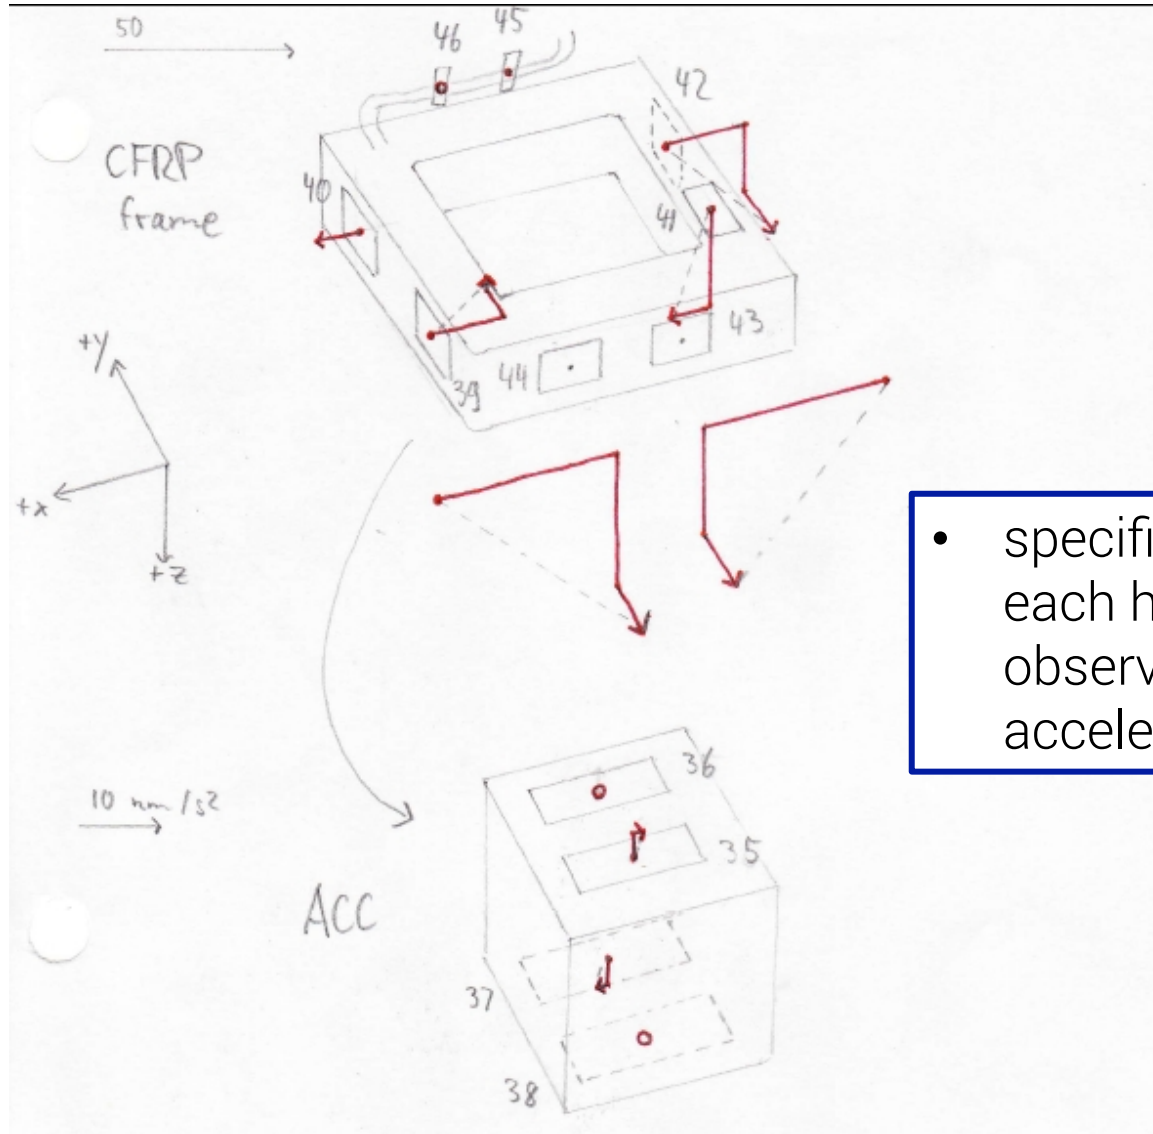 50
46
45
42
CFRP
frame
40
41
43
44
39
+y
+x
+z
10 nm/s²
36
35
ACC
37
38
• specifi
each h
observ
accele